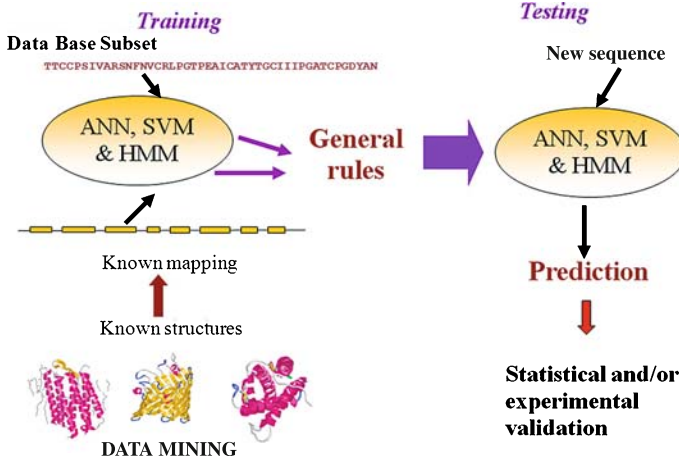 Training
Data Base Subset
TTCCPSIVARSNFNVCRLPGTPEAICATYTGCIIIPGATCPGDYAN
ANN, SVM
& HMM
General
rules
Known mapping
Known structures
DATA MINING
Testing
New sequence
ANN, SVM
& HMM
Prediction
Statistical and/or
experimental
validation